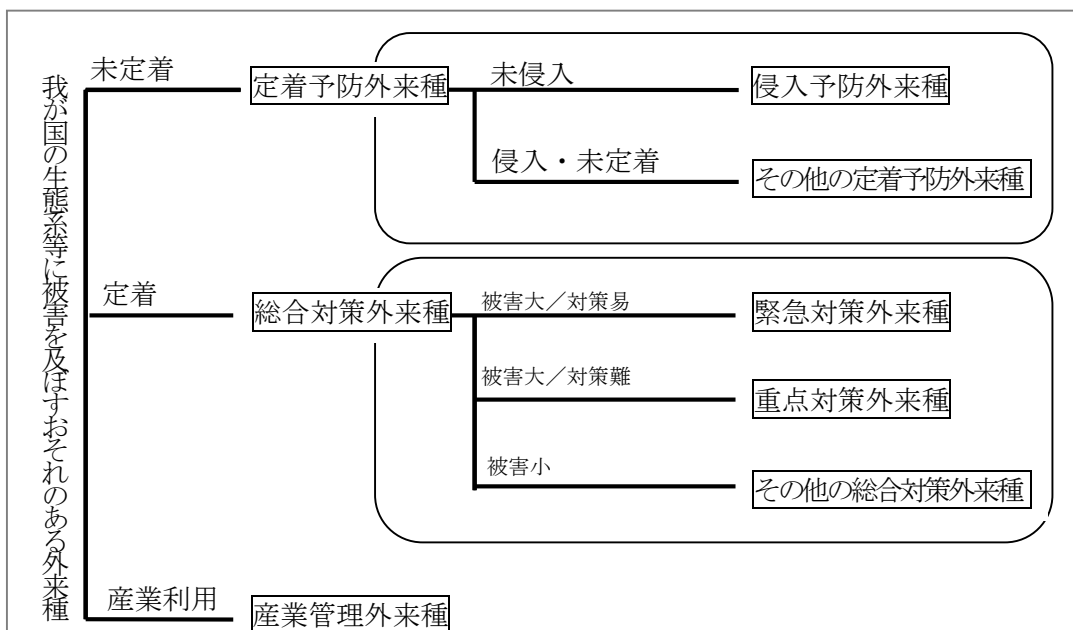 我が国の生態系等に被害を及ぼすおそれのある外来種
未定着
定着予防外来種
未侵入
侵入予防外来種
侵入・未定着
その他の定着予防外来種
定着
総合対策外来種
被害大／対策易
緊急対策外来種
被害大／対策難
重点対策外来種
被害小
その他の総合対策外来種
産業利用
産業管理外来種